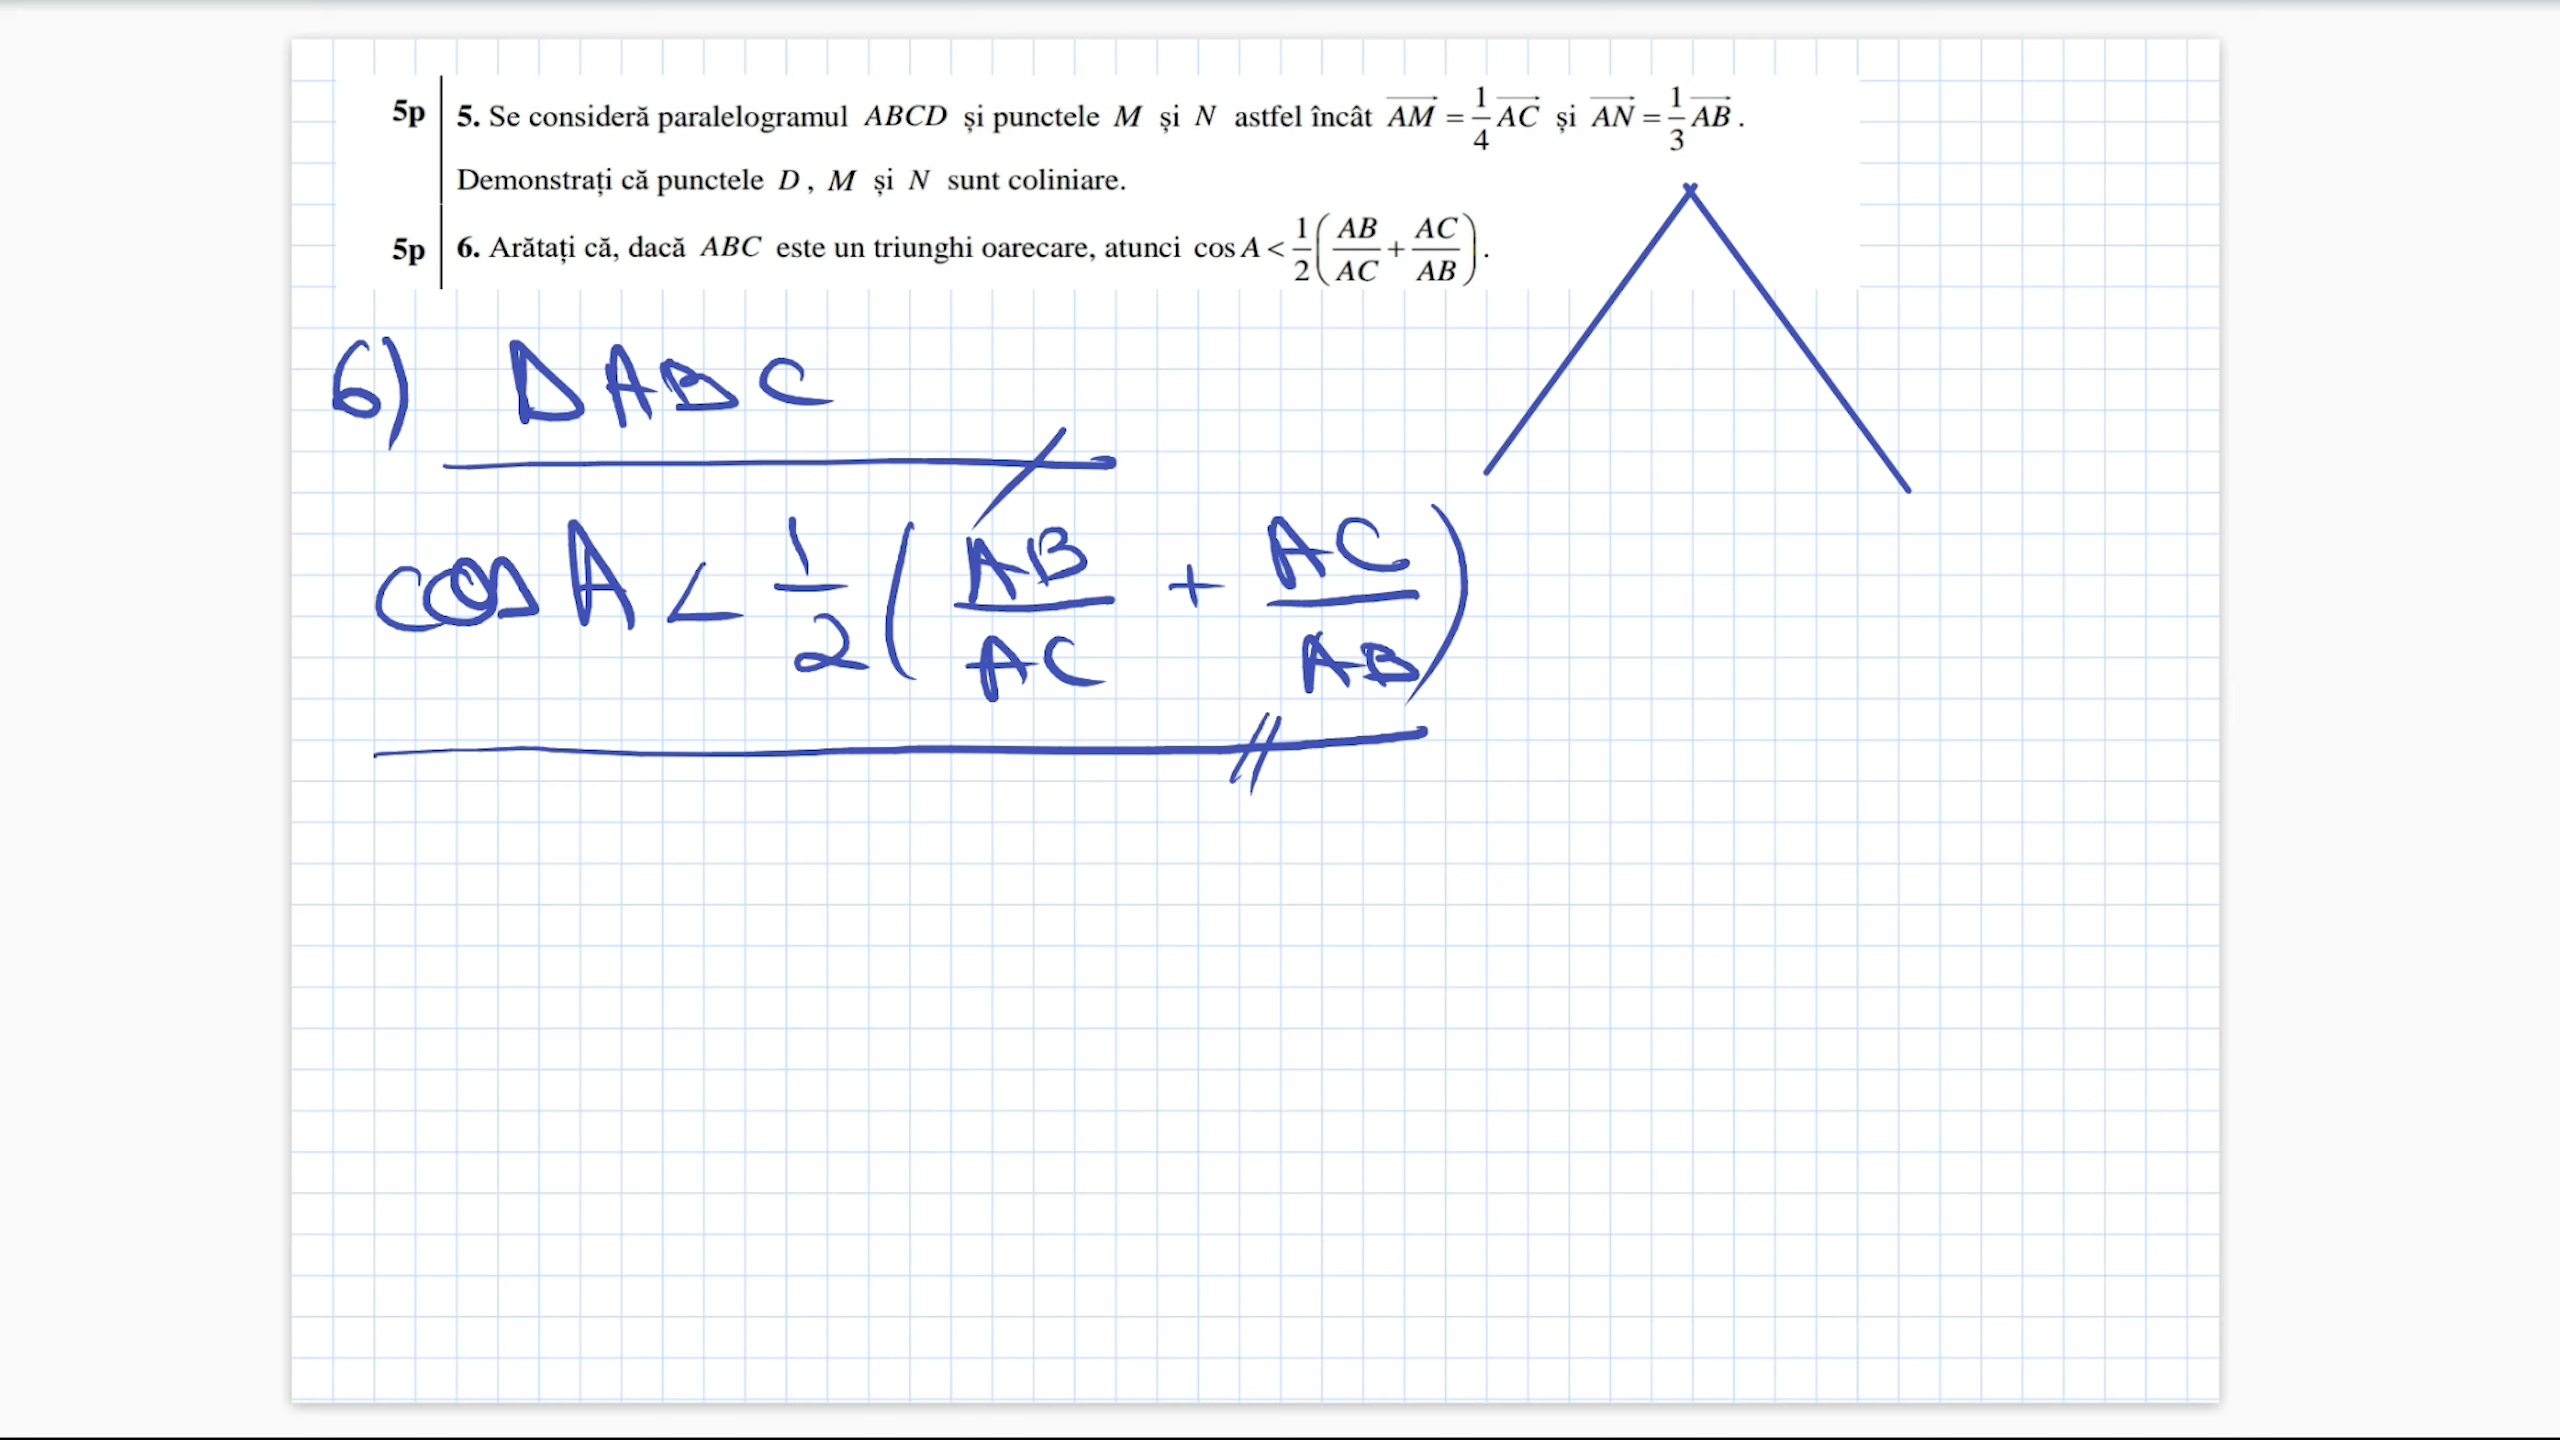 5p 5. Se consideră paralelogramul ABCD și punctele M și N astfel încât AM = 1/4 AC și AN = 1/3 AB.
Demonstrați că punctele D, M și N sunt coliniare.
5p 6. Arătați că, dacă ABC este un triunghi oarecare, atunci cos A < 1/2 (AB/AC + AC/AB).
6) Δ ABC
cos A < 1/2 (AB/AC + AC/AB)